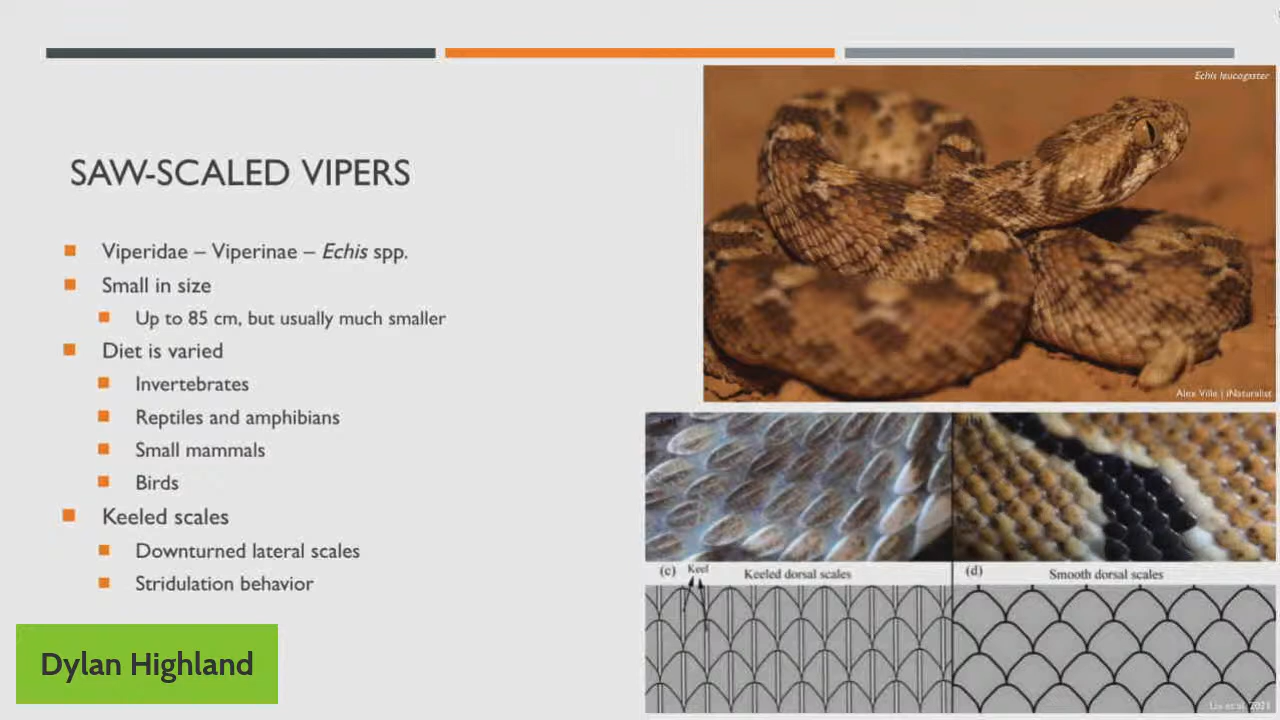 Echis leucogaster
SAW-SCALED VIPERS
Viperidae – Viperinae – Echis spp.
Small in size
Up to 85 cm, but usually much smaller
Diet is varied
Invertebrates
Reptiles and amphibians
Small mammals
Birds
Keeled scales
Downturned lateral scales
Stridulation behavior
Alex Ville | iNaturalist
(c) Keel Keeled dorsal scales
(d) Smooth dorsal scales
Dylan Highland